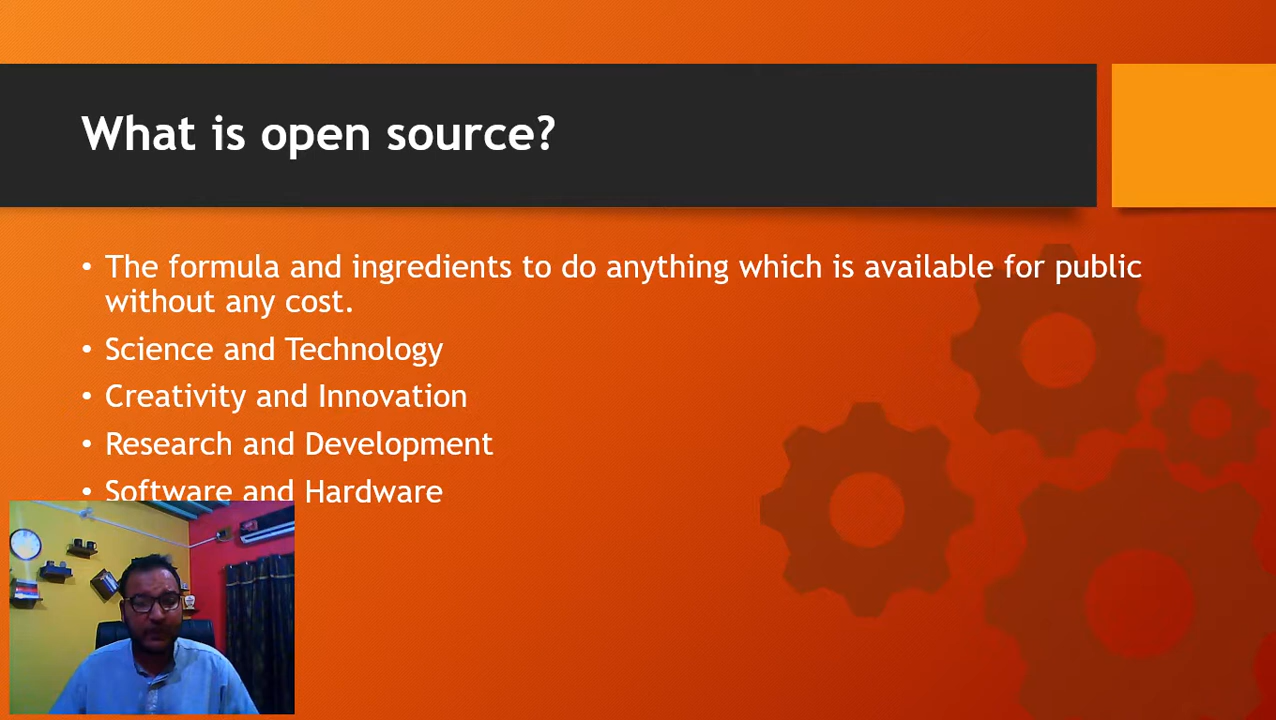 What is open source?
• The formula and ingredients to do anything which is available for public
without any cost.
• Science and Technology
• Creativity and Innovation
• Research and Development
• Software and Hardware